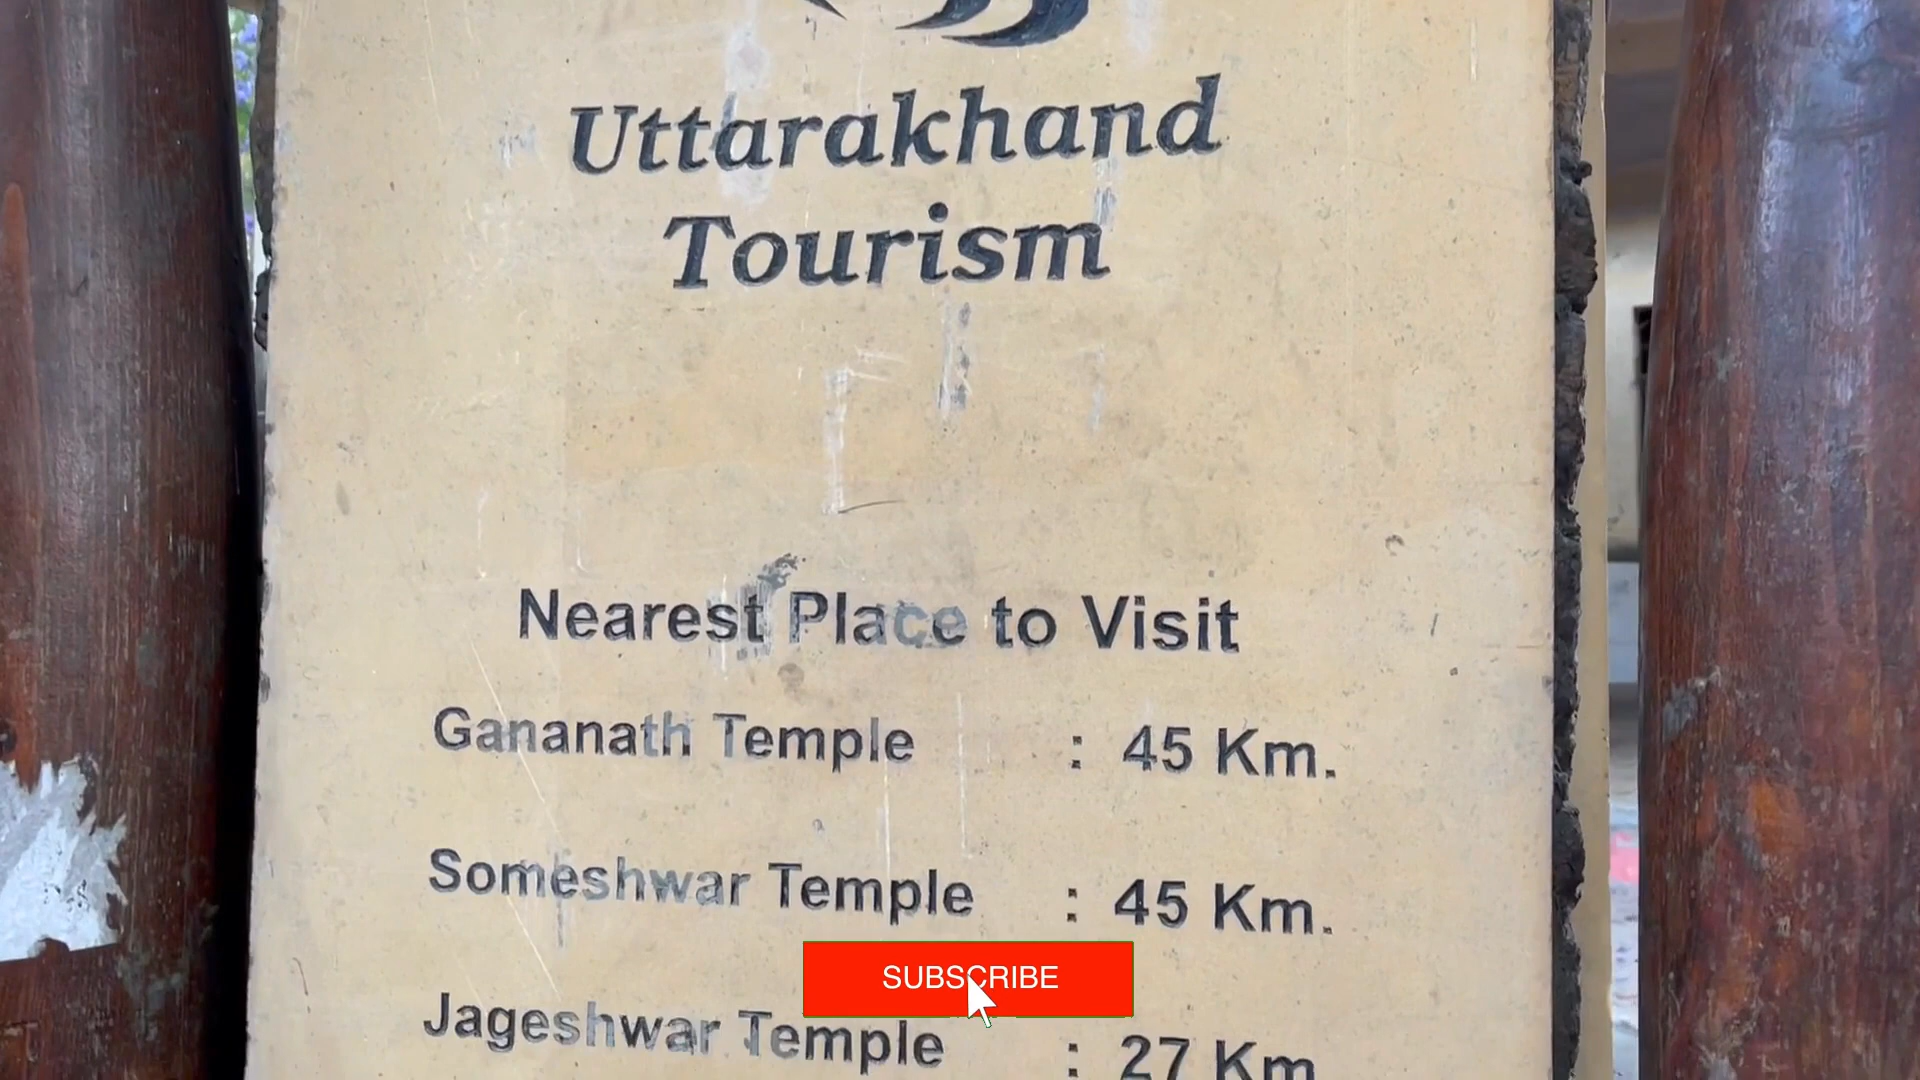 Uttarakhand
Tourism
Nearest Place to Visit
Gananath Temple : 45 Km.
Someshwar Temple : 45 Km.
SUBSCRIBE
Jageshwar Temple : 27 Km